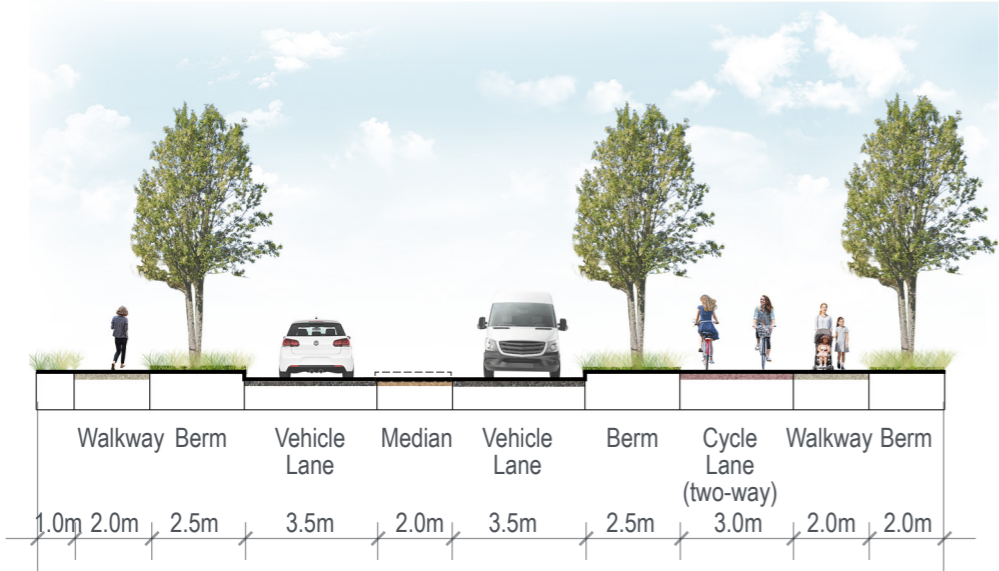 Walkway Berm Vehicle Median Vehicle Berm Cycle Walkway Berm
Lane Lane Lane
(two-way)
1.0m 2.0m 2.5m 3.5m 2.0m 3.5m 2.5m 3.0m 2.0m 2.0m